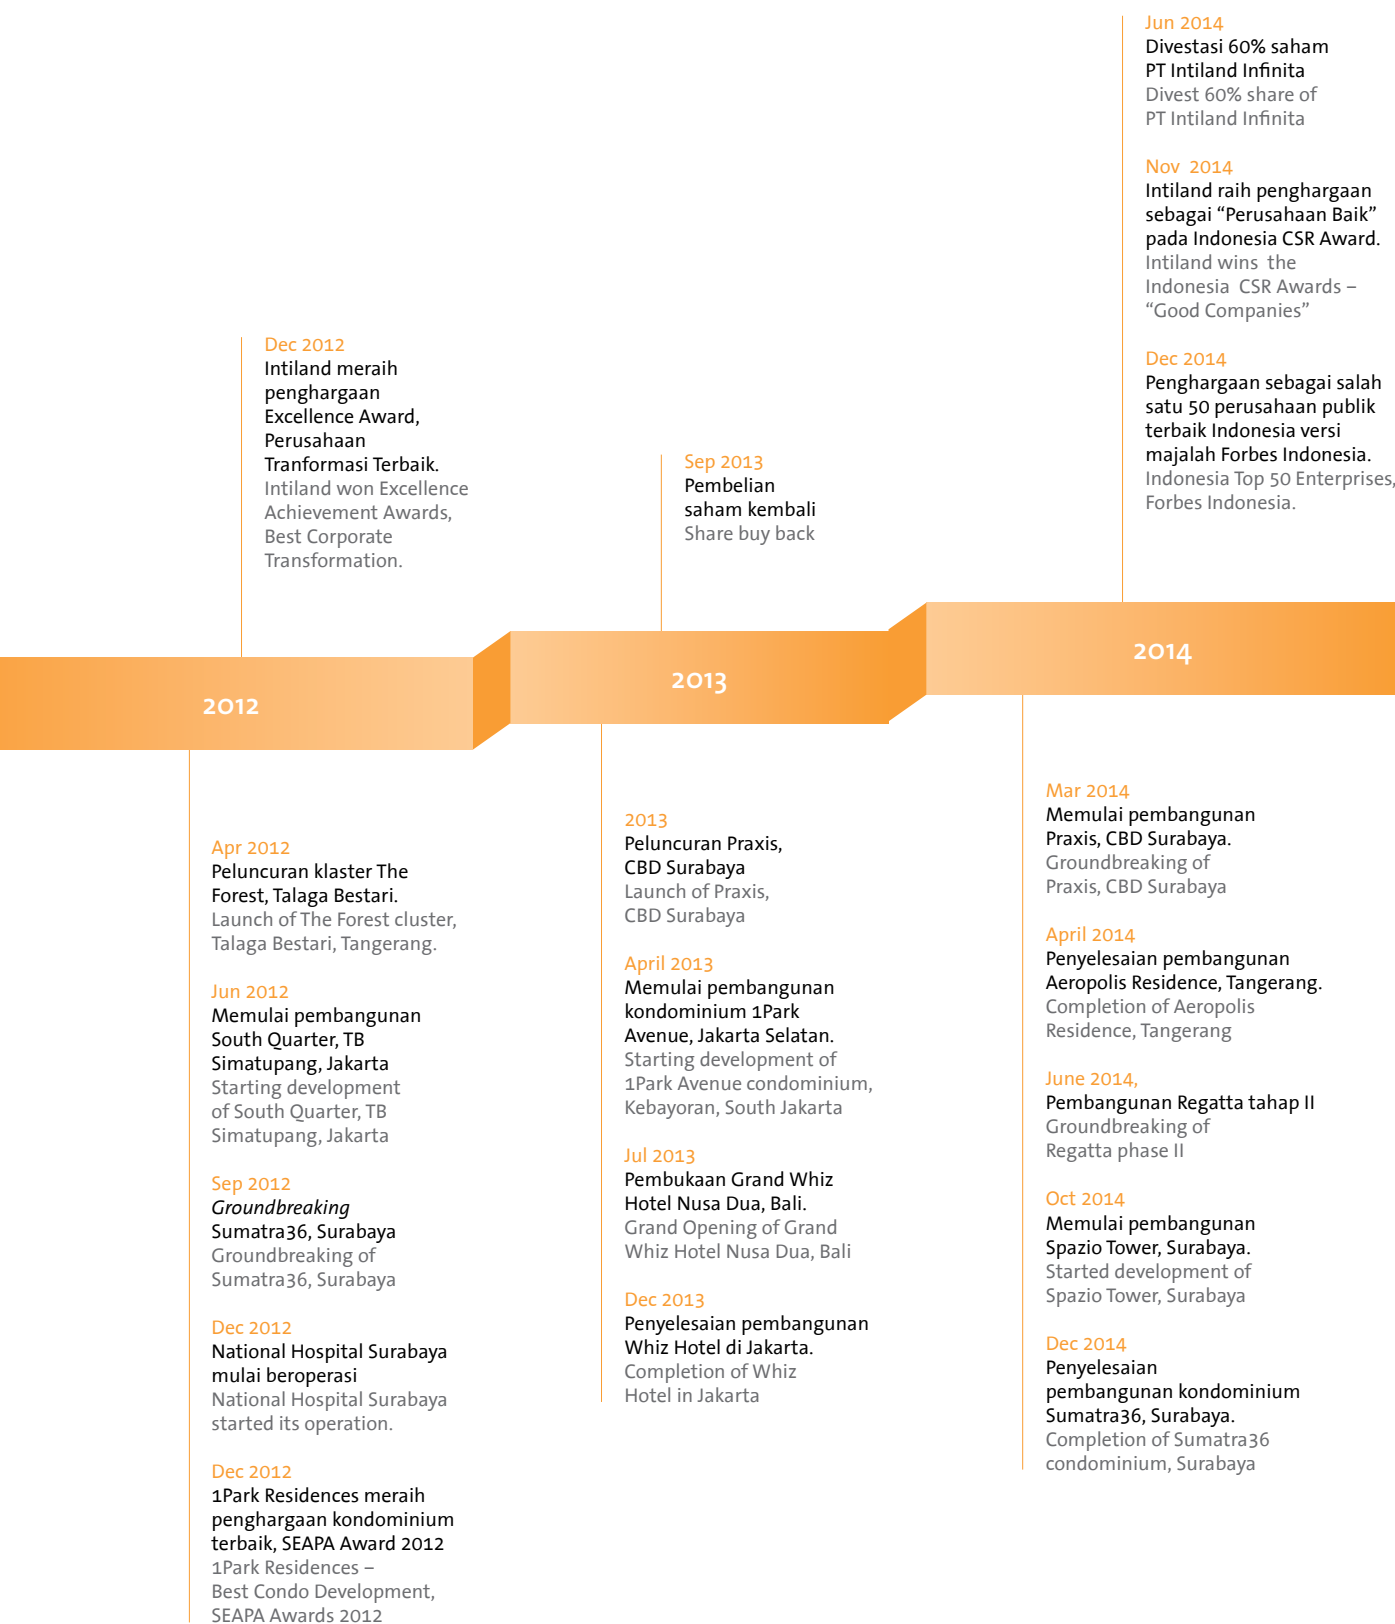 Dec 2012
Intiland meraih
penghargaan
Excellence Award,
Perusahaan
Tranformasi Terbaik.
Intiland won Excellence
Achievement Awards,
Best Corporate
Transformation.
2012
Apr 2012
Peluncuran klaster The
Forest, Talaga Bestari.
Launch of The Forest cluster,
Talaga Bestari, Tangerang.
Jun 2012
Memulai pembangunan
South Quarter, TB
Simatupang, Jakarta
Starting development
of South Quarter, TB
Simatupang, Jakarta
Sep 2012
Groundbreaking
Sumatra36, Surabaya
Groundbreaking of
Sumatra36, Surabaya
Dec 2012
National Hospital Surabaya
mulai beroperasi
National Hospital Surabaya
started its operation.
Dec 2012
1Park Residences meraih
penghargaan kondominium
terbaik, SEAPA Award 2012
1Park Residences –
Best Condo Development,
SEAPA Awards 2012
Sep 2013
Pembelian
saham kembali
Share buy back
2013
2013
Peluncuran Praxis,
CBD Surabaya
Launch of Praxis,
CBD Surabaya
April 2013
Memulai pembangunan
kondominium 1Park
Avenue, Jakarta Selatan.
Starting development of
1Park Avenue condominium,
Kebayoran, South Jakarta
Jul 2013
Pembukaan Grand Whiz
Hotel Nusa Dua, Bali.
Grand Opening of Grand
Whiz Hotel Nusa Dua, Bali
Dec 2013
Penyelesaian pembangunan
Whiz Hotel di Jakarta.
Completion of Whiz
Hotel in Jakarta
Jun 2014
Divestasi 60% saham
PT Intiland Infinita
Divest 60% share of
PT Intiland Infinita
Nov  2014
Intiland raih penghargaan
sebagai “Perusahaan Baik”
pada Indonesia CSR Award.
Intiland wins  the
Indonesia  CSR Awards –
“Good Companies”
Dec 2014
Penghargaan sebagai salah
satu 50 perusahaan publik
terbaik Indonesia versi
majalah Forbes Indonesia.
Indonesia Top 50 Enterprises,
Forbes Indonesia.
2014
Mar 2014
Memulai pembangunan
Praxis, CBD Surabaya.
Groundbreaking of
Praxis, CBD Surabaya
April 2014
Penyelesaian pembangunan
Aeropolis Residence, Tangerang.
Completion of Aeropolis
Residence, Tangerang
June 2014,
Pembangunan Regatta tahap II
Groundbreaking of
Regatta phase II
Oct 2014
Memulai pembangunan
Spazio Tower, Surabaya.
Started development of
Spazio Tower, Surabaya
Dec 2014
Penyelesaian
pembangunan kondominium
Sumatra36, Surabaya.
Completion of Sumatra36
condominium, Surabaya